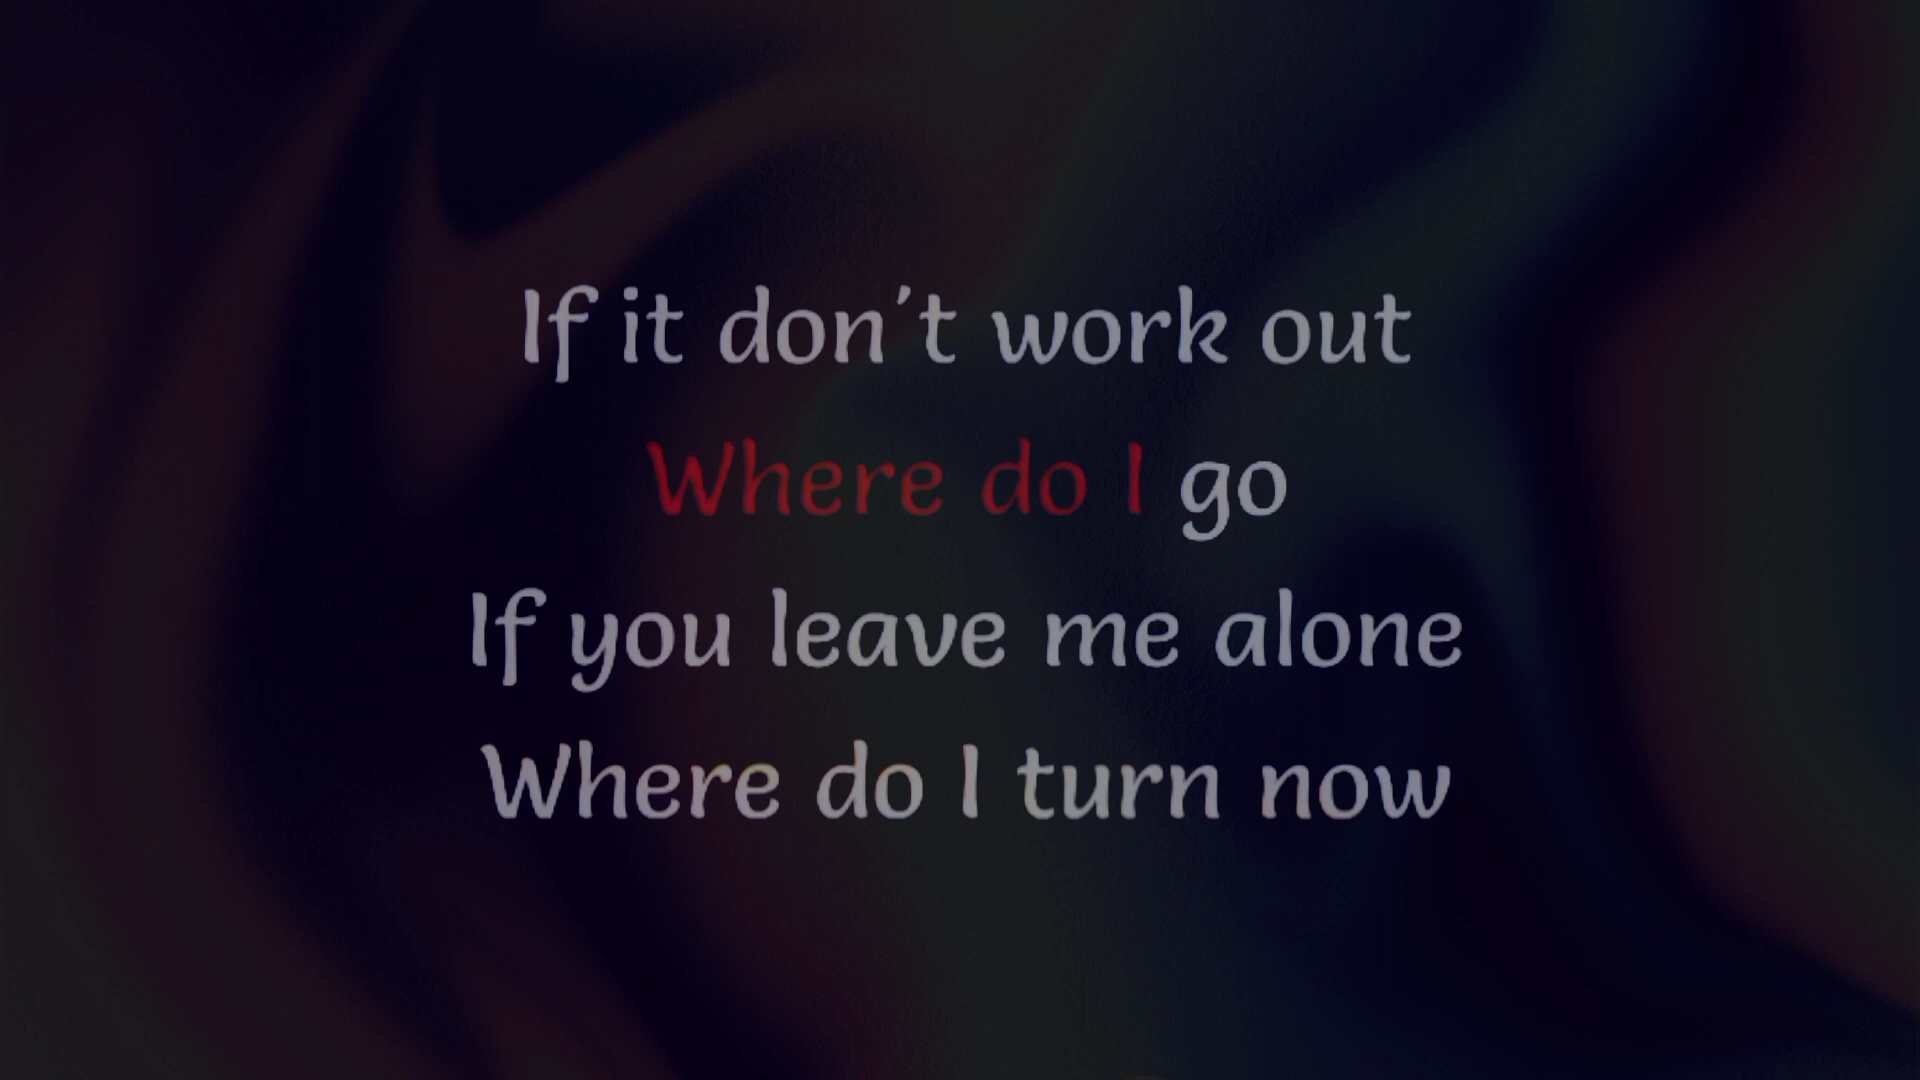 If it don't work out
Where do I go
If you leave me alone
Where do I turn now